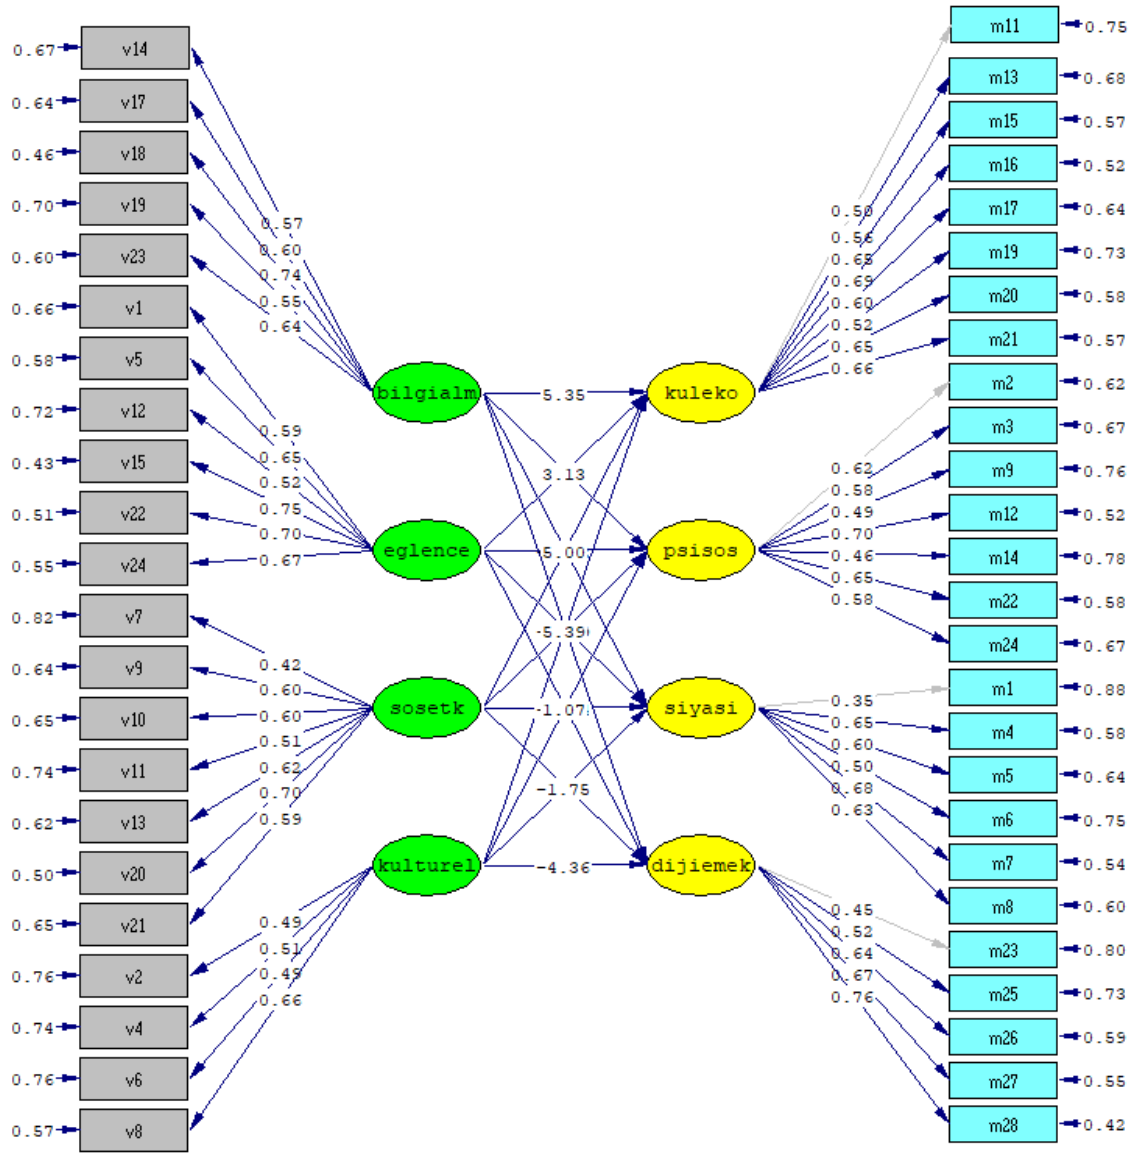 0.67 v14
0.64 v17
0.46 v18
0.70 v19
0.60 v23
0.66 v1
0.58 v5
0.72 v12
0.43 v15
0.51 v22
0.55 v24
0.82 v7
0.64 v9
0.65 v10
0.74 v11
0.62 v13
0.50 v20
0.65 v21
0.76 v2
0.74 v4
0.76 v6
0.57 v8
0.57
0.60
0.74
0.55
0.64
0.59
0.65
0.52
0.75
0.70
0.67
0.42
0.60
0.60
0.51
0.62
0.70
0.59
0.49
0.51
0.49
0.66
bilgialm
eglence
sosetk
kulturel
5.35
3.13
-5.39
-1.75
-4.36
kuleko
psisos
siyasi
dijiemek
0.50
0.56
0.65
0.69
0.60
0.52
0.65
0.66
0.62
0.58
0.49
0.70
0.46
0.65
0.58
0.35
0.65
0.60
0.50
0.68
0.63
0.45
0.52
0.64
0.67
0.76
m11 0.75
m13 0.68
m15 0.57
m16 0.52
m17 0.64
m19 0.73
m20 0.58
m21 0.57
m2 0.62
m3 0.67
m9 0.76
m12 0.52
m14 0.78
m22 0.58
m24 0.67
m1 0.88
m4 0.58
m5 0.64
m6 0.75
m7 0.54
m8 0.60
m23 0.80
m25 0.73
m26 0.59
m27 0.55
m28 0.42